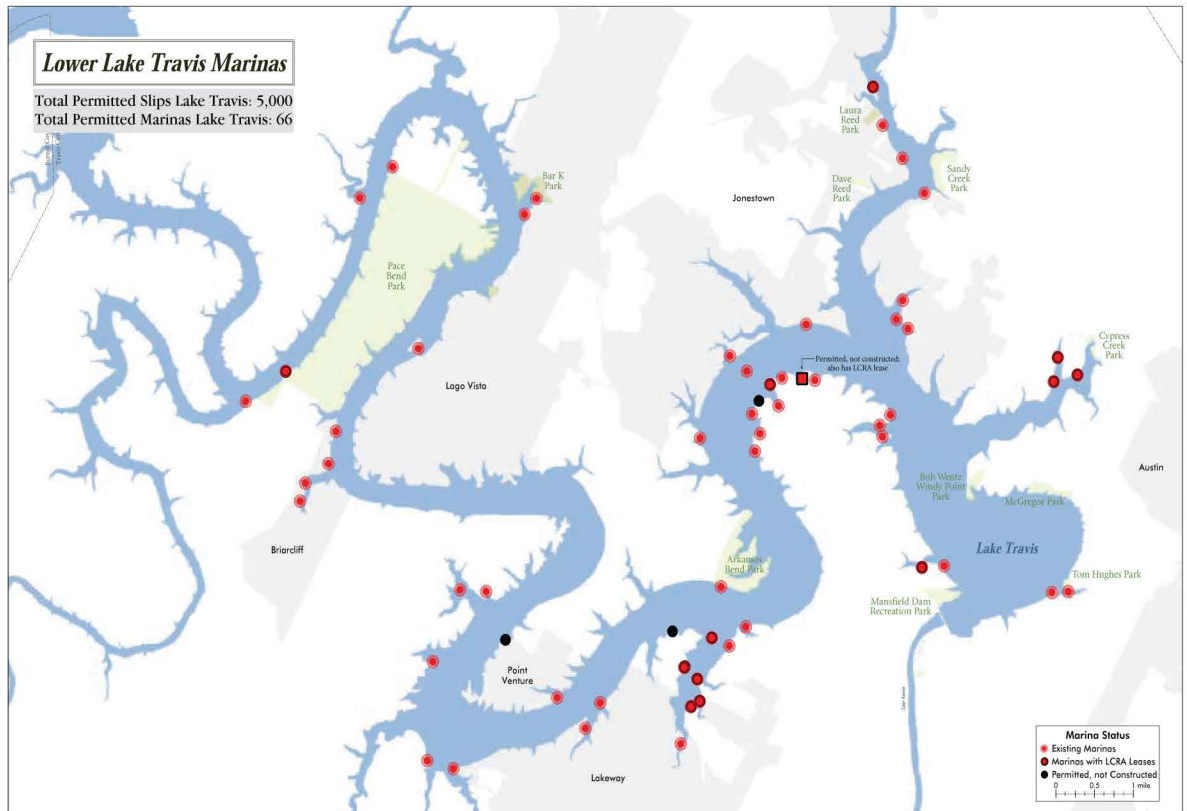 Lower Lake Travis Marinas
Total Permitted Slips Lake Travis: 5,000
Total Permitted Marinas Lake Travis: 66
Laura
Reed
Park
Sandy
Creek
Park
Dave
Reed
Park
Jonestown
Bar K
Park
Pace
Bend
Park
Cypress
Creek
Park
Permitted, not constructed;
also has LCRA lease
Lago Vista
Austin
Bob Wentz
Windy Point
Park
McGregor Park
Briarcliff
Lake Travis
Arkansas
Bend Park
Tom Hughes Park
Mansfield Dam
Recreation Park
Point
Venture
Lake Austin
Lakeway
Marina Status
Existing Marinas
Marinas with LCRA Leases
Permitted, not Constructed
0 0.5 1 mile